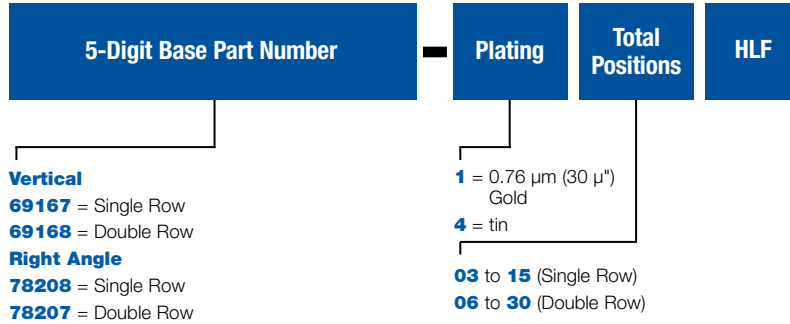 5-Digit Base Part Number - Plating Total Positions HLF
Vertical
69167 = Single Row
69168 = Double Row
Right Angle
78208 = Single Row
78207 = Double Row
1 = 0.76 µm (30 µ")
Gold
4 = tin
03 to 15 (Single Row)
06 to 30 (Double Row)